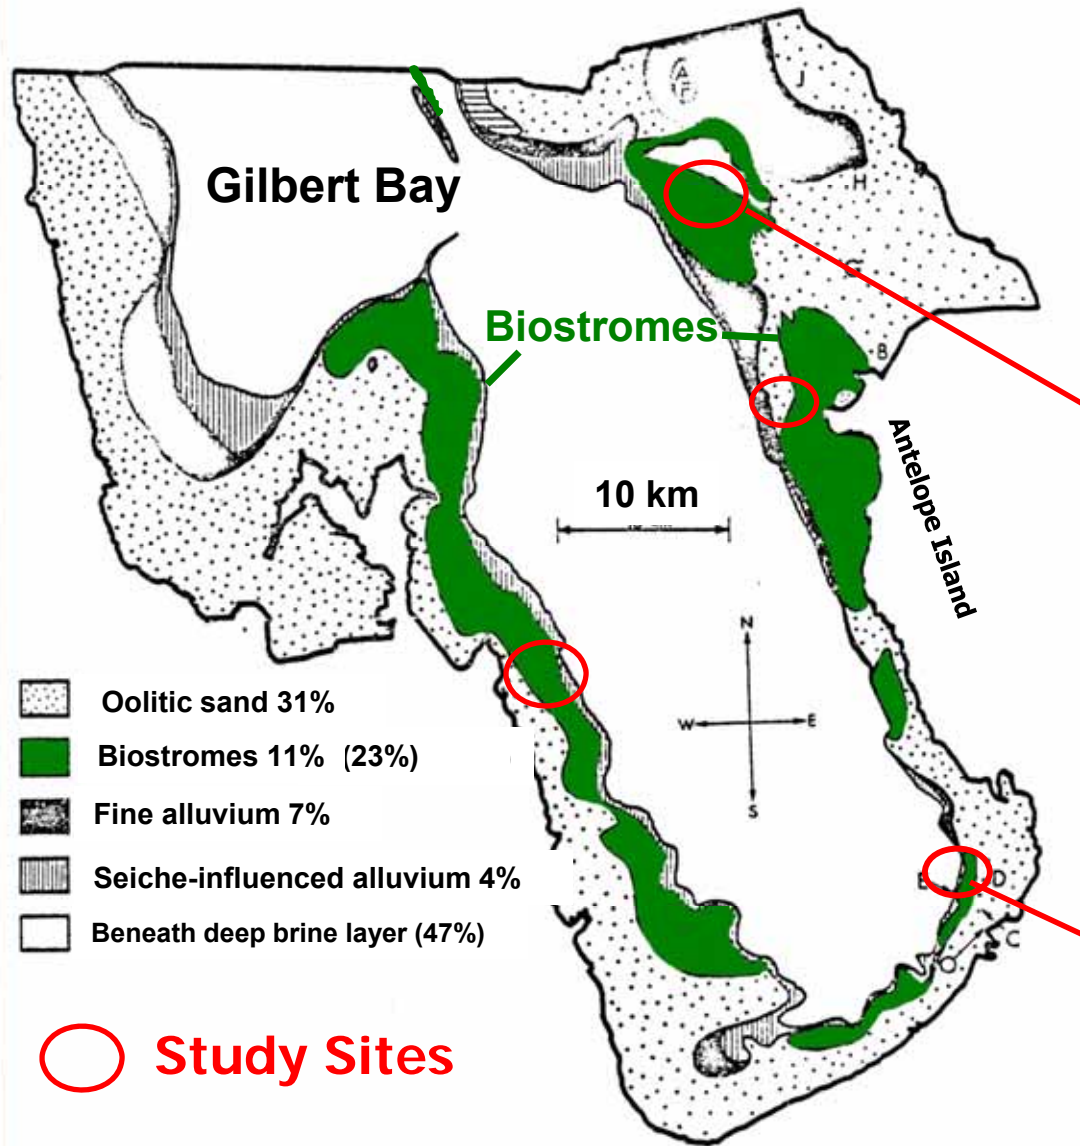 A
F
J
H
G
Gilbert Bay
Biostromes
B
Antelope Island
10 km
N
W E
S
Oolitic sand 31%
Biostromes 11% (23%)
Fine alluvium 7%
Seiche-influenced alluvium 4%
Beneath deep brine layer (47%)
E D
C
Study Sites